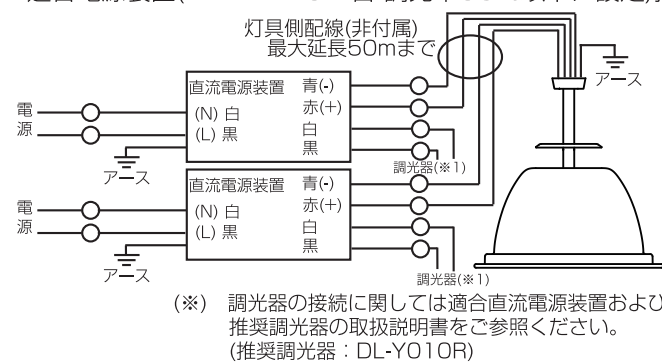 灯具側配線(非付属)
最大延長50mまで
アース
直流電源装置 青(-)
赤(+)
電源
(N) 白 白
(L) 黒 黒
調光器(※1)
アース
直流電源装置 青(-)
赤(+)
電源
(N) 白 白
(L) 黒 黒
調光器(※1)
アース
(※) 調光器の接続に関しては適合直流電源装置および
推奨調光器の取扱説明書をご参照ください。
(推奨調光器:DL-Y010R)